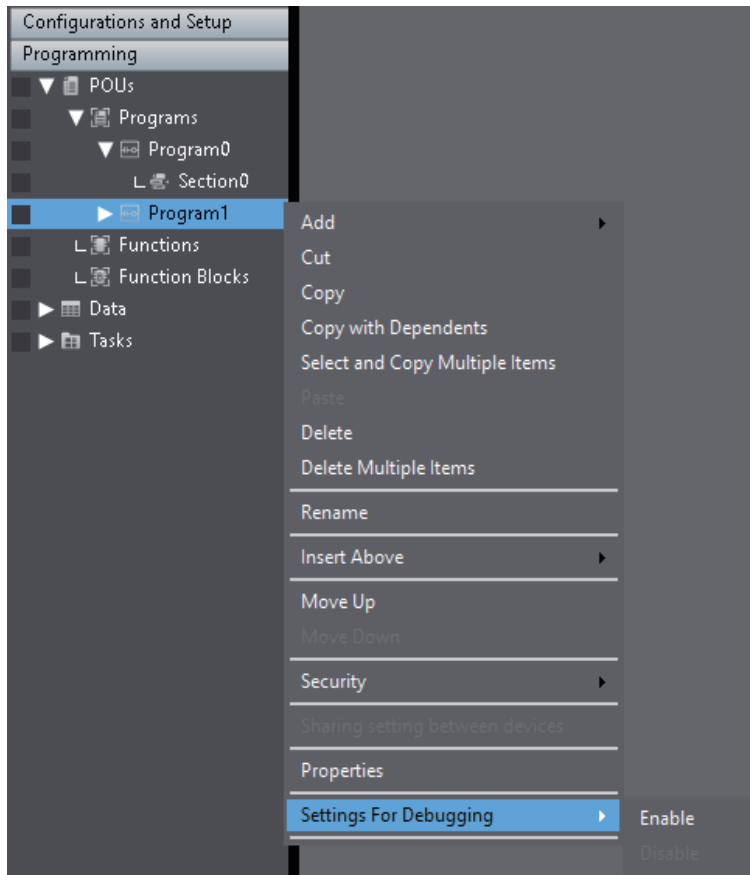 Configurations and Setup
Programming
POUs
Programs
Program0
Section0
Program1
Functions
Function Blocks
Data
Tasks
Add
Cut
Copy
Copy with Dependents
Select and Copy Multiple Items
Paste
Delete
Delete Multiple Items
Rename
Insert Above
Move Up
Move Down
Security
Sharing setting between devices
Properties
Settings For Debugging
Enable
Disable